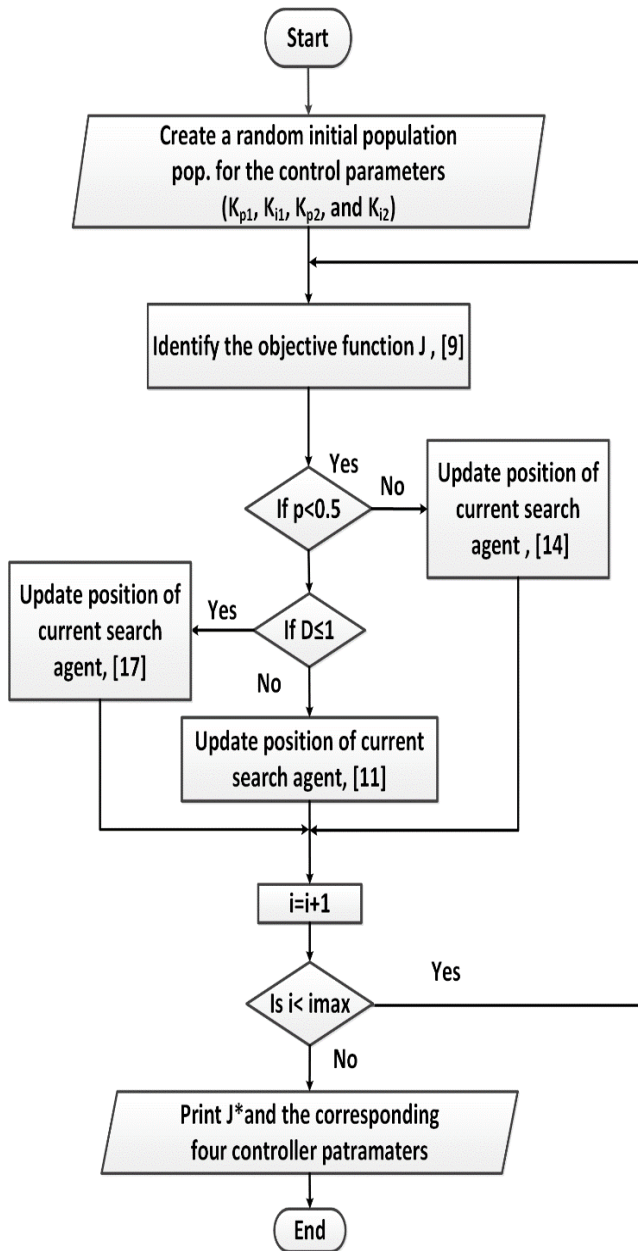 Start
Create a random initial population
pop. for the control parameters
(Kp1, Ki1, Kp2, and Ki2)
Identify the objective function J , [9]
Yes
If p<0.5
No
Update position of
current search
agent , [14]
Update position of
current search
agent, [17]
Yes
If D≤1
No
Update position of current
search agent, [11]
i=i+1
Is i< imax
Yes
No
Print J*and the corresponding
four controller patramaters
End